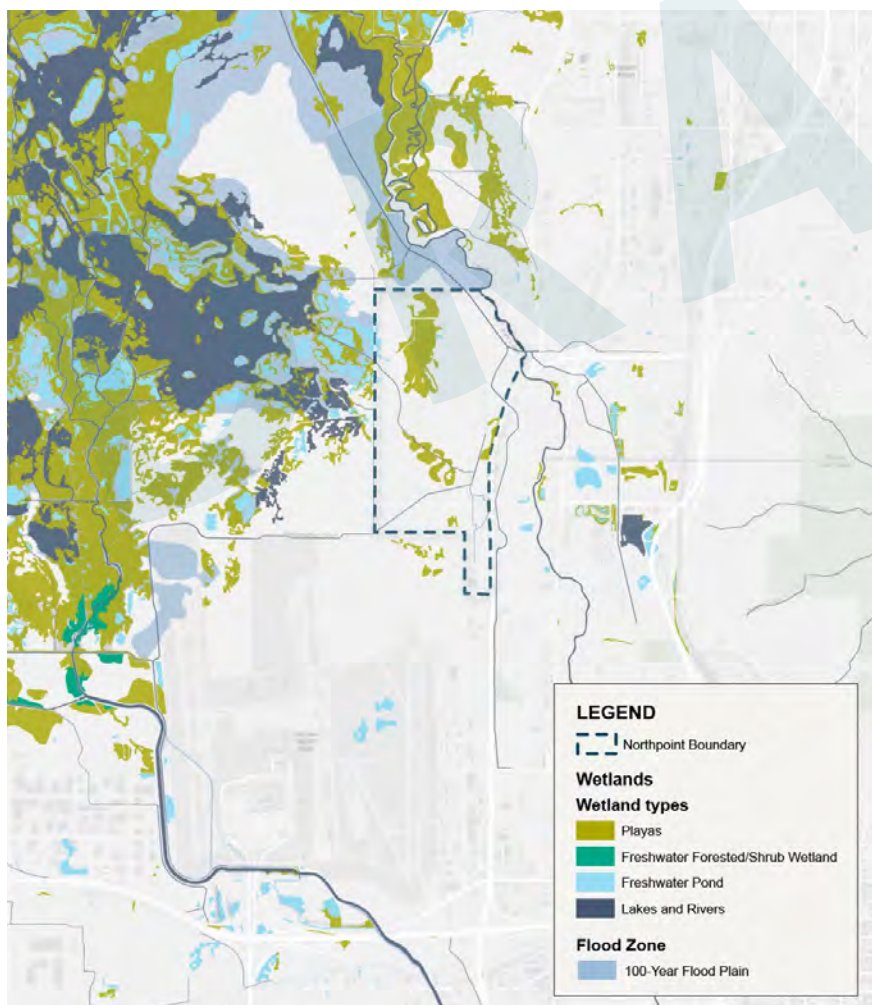 RA
LEGEND
Northpoint Boundary
Wetlands
Wetland types
Playas
Freshwater Forested/Shrub Wetland
Freshwater Pond
Lakes and Rivers
Flood Zone
100-Year Flood Plain